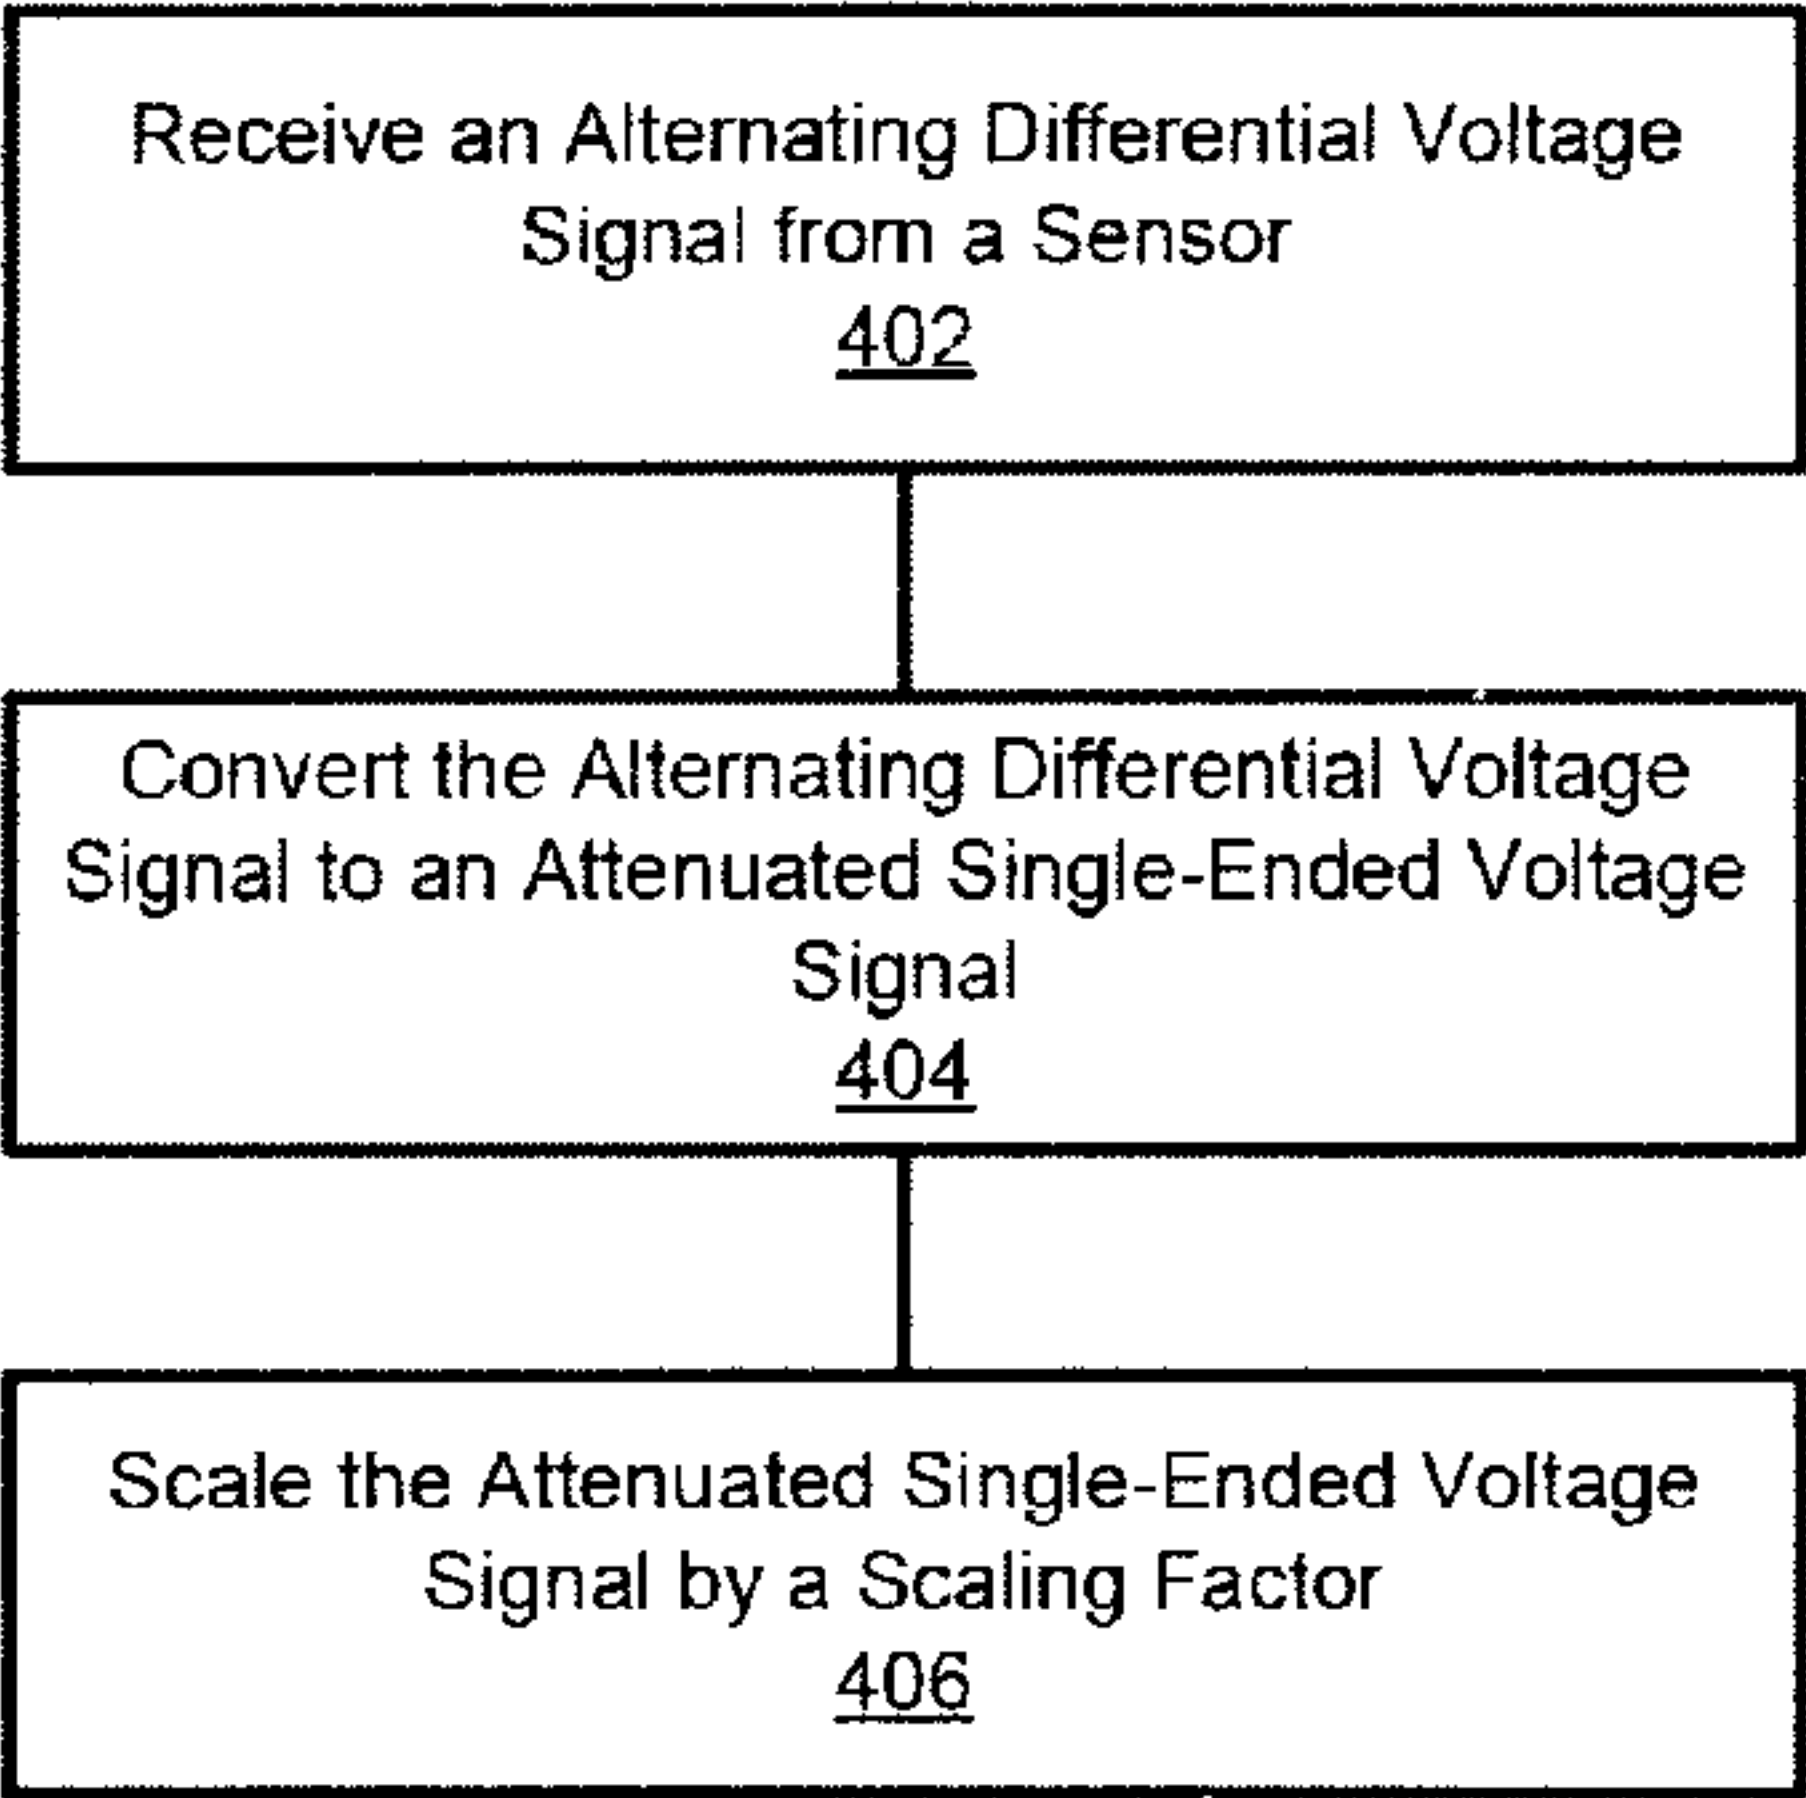 Receive an Alternating Differential Voltage
Signal from a Sensor
402
Convert the Alternating Differential Voltage
Signal to an Attenuated Single-Ended Voltage
Signal
404
Scale the Attenuated Single-Ended Voltage
Signal by a Scaling Factor
406